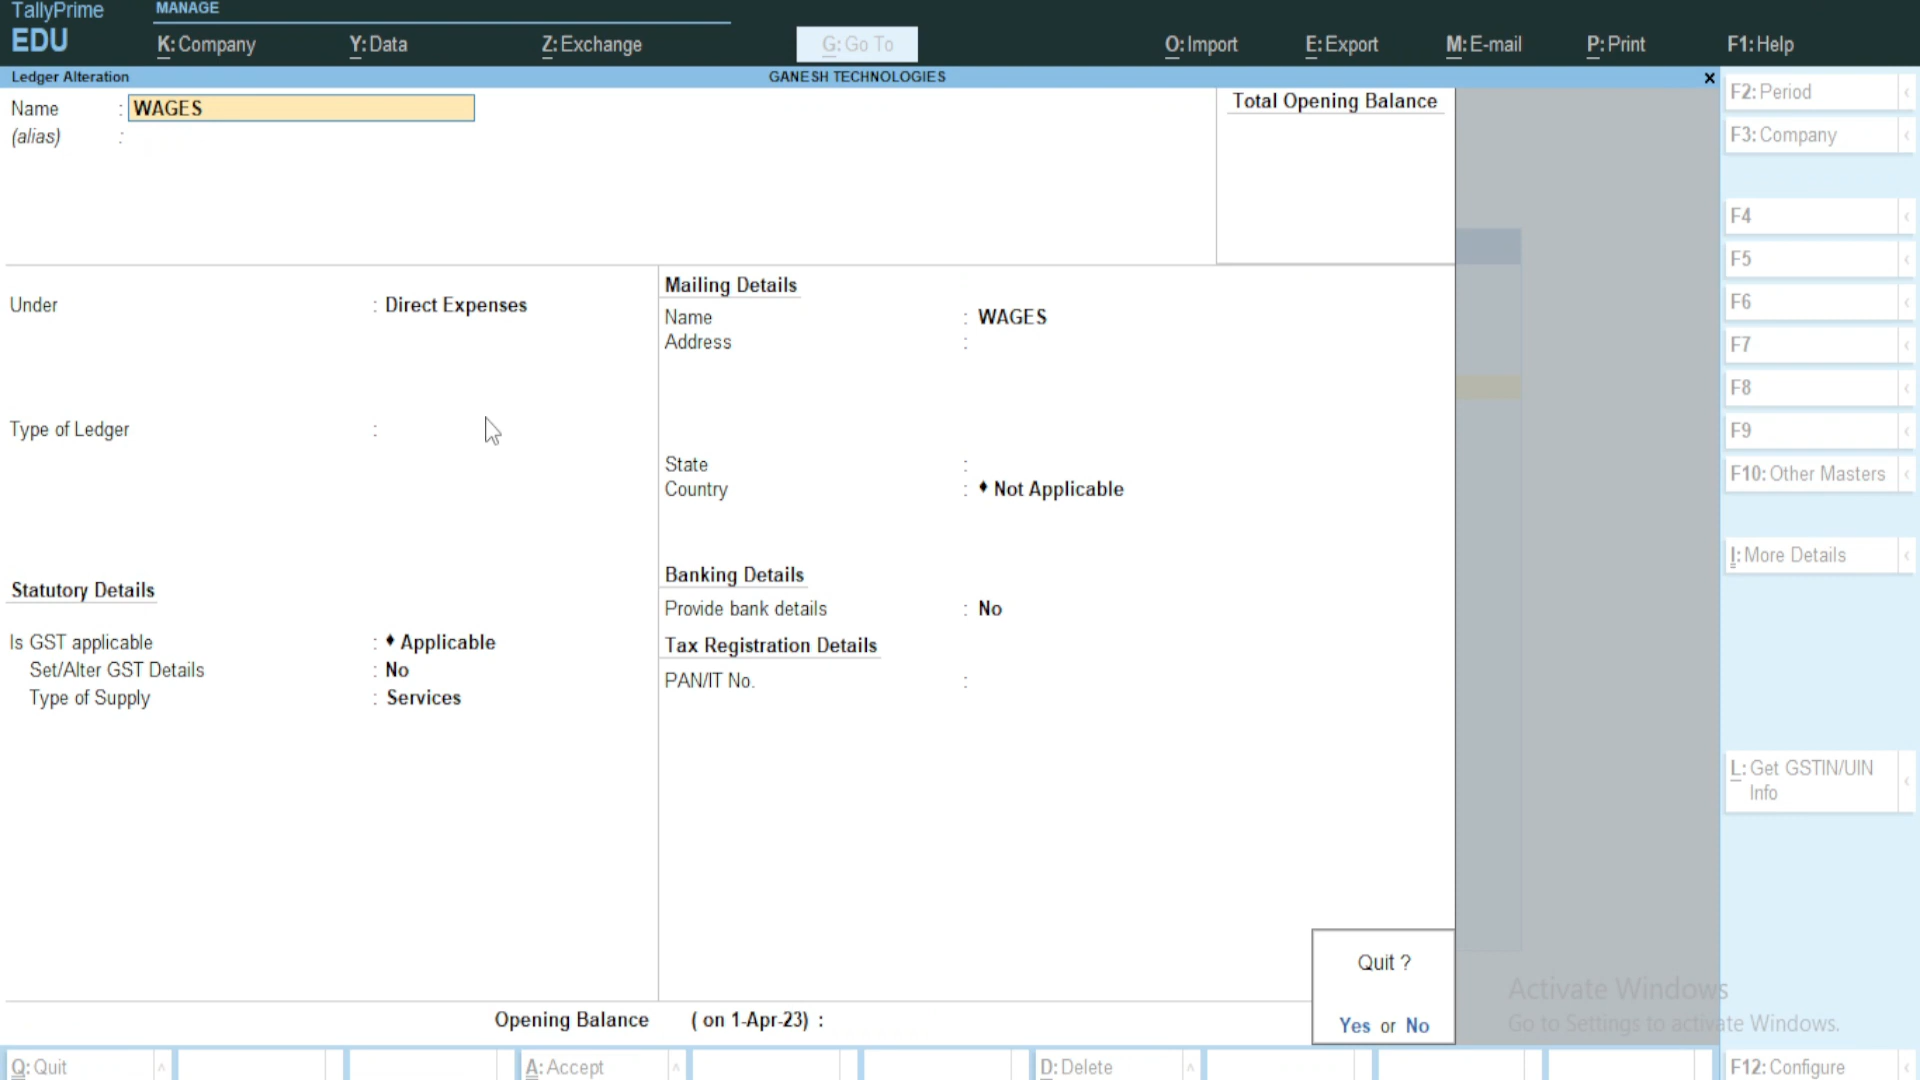 TallyPrime
EDU
MANAGE
K: Company
Y: Data
Z: Exchange
G: Go To
O: Import
E: Export
M: E-mail
P: Print
F1: Help
Ledger Alteration
GANESH TECHNOLOGIES
x
Name : WAGES
(alias) :
Total Opening Balance
Under : Direct Expenses
Type of Ledger :
Statutory Details
Is GST applicable : ♦ Applicable
Set/Alter GST Details : No
Type of Supply : Services
Mailing Details
Name : WAGES
Address :
State :
Country : ♦ Not Applicable
Banking Details
Provide bank details : No
Tax Registration Details
PAN/IT No. :
Opening Balance ( on 1-Apr-23) :
Quit ?
Yes or No
F2: Period
F3: Company
F4
F5
F6
F7
F8
F9
F10: Other Masters
I: More Details
L: Get GSTIN/UIN
Info
Activate Windows
Go to Settings to activate Windows.
Q: Quit
A: Accept
D: Delete
F12: Configure